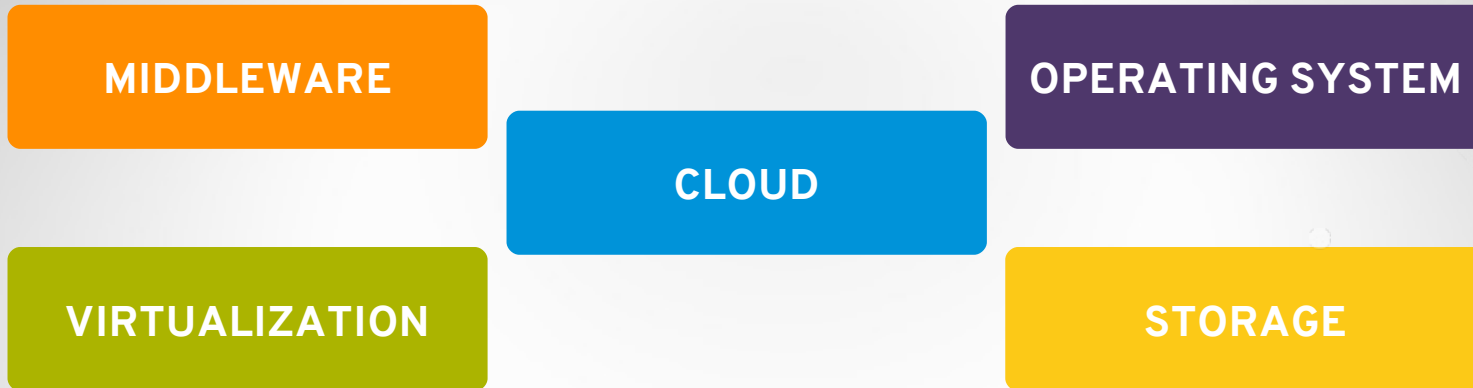 MIDDLEWARE
OPERATING SYSTEM
CLOUD
VIRTUALIZATION
STORAGE